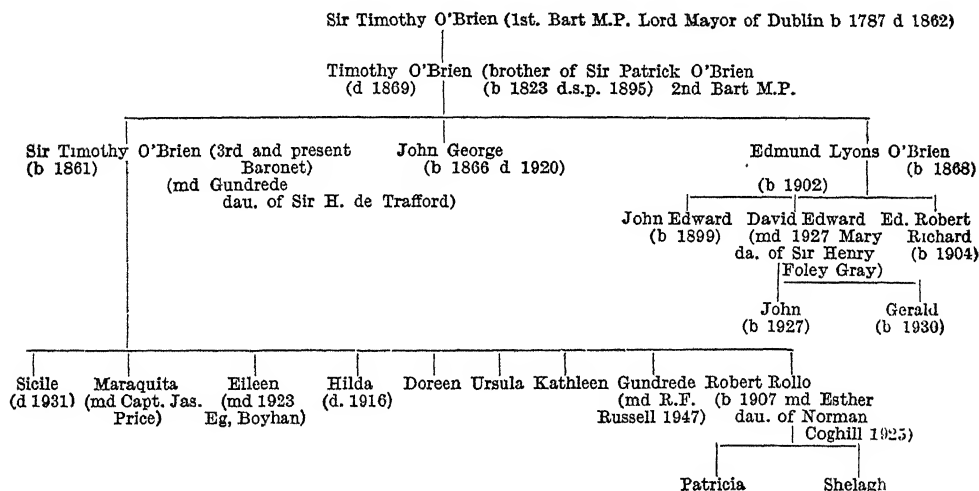 Sir Timothy O'Brien (1st. Bart M.P. Lord Mayor of Dublin b 1787 d 1862)
Timothy O'Brien (brother of Sir Patrick O'Brien
(d 1869) (b 1823 d.s.p. 1895) 2nd Bart M.P.
Sir Timothy O'Brien (3rd and present
Baronet)
(b 1861)
(md Gundrede
dau. of Sir H. de Trafford)
John George
(b 1866 d 1920)
Edmund Lyons O'Brien
(b 1868)
(b 1902)
John Edward
(b 1899)
David Edward
(md 1927 Mary
da. of Sir Henry
Foley Gray)
Ed. Robert
Richard
(b 1904)
John
(b 1927)
Gerald
(b 1930)
Sicile
(d 1931)
Maraquita
(md Capt. Jas.
Price)
Eileen
(md 1923
Eg, Boyhan)
Hilda
(d. 1916)
Doreen
Ursula
Kathleen
Gundrede
(md R.F.
Russell 1947)
Robert Rollo
(b 1907 md Esther
dau. of Norman
Coghill 1925)
Patricia
Shelagh